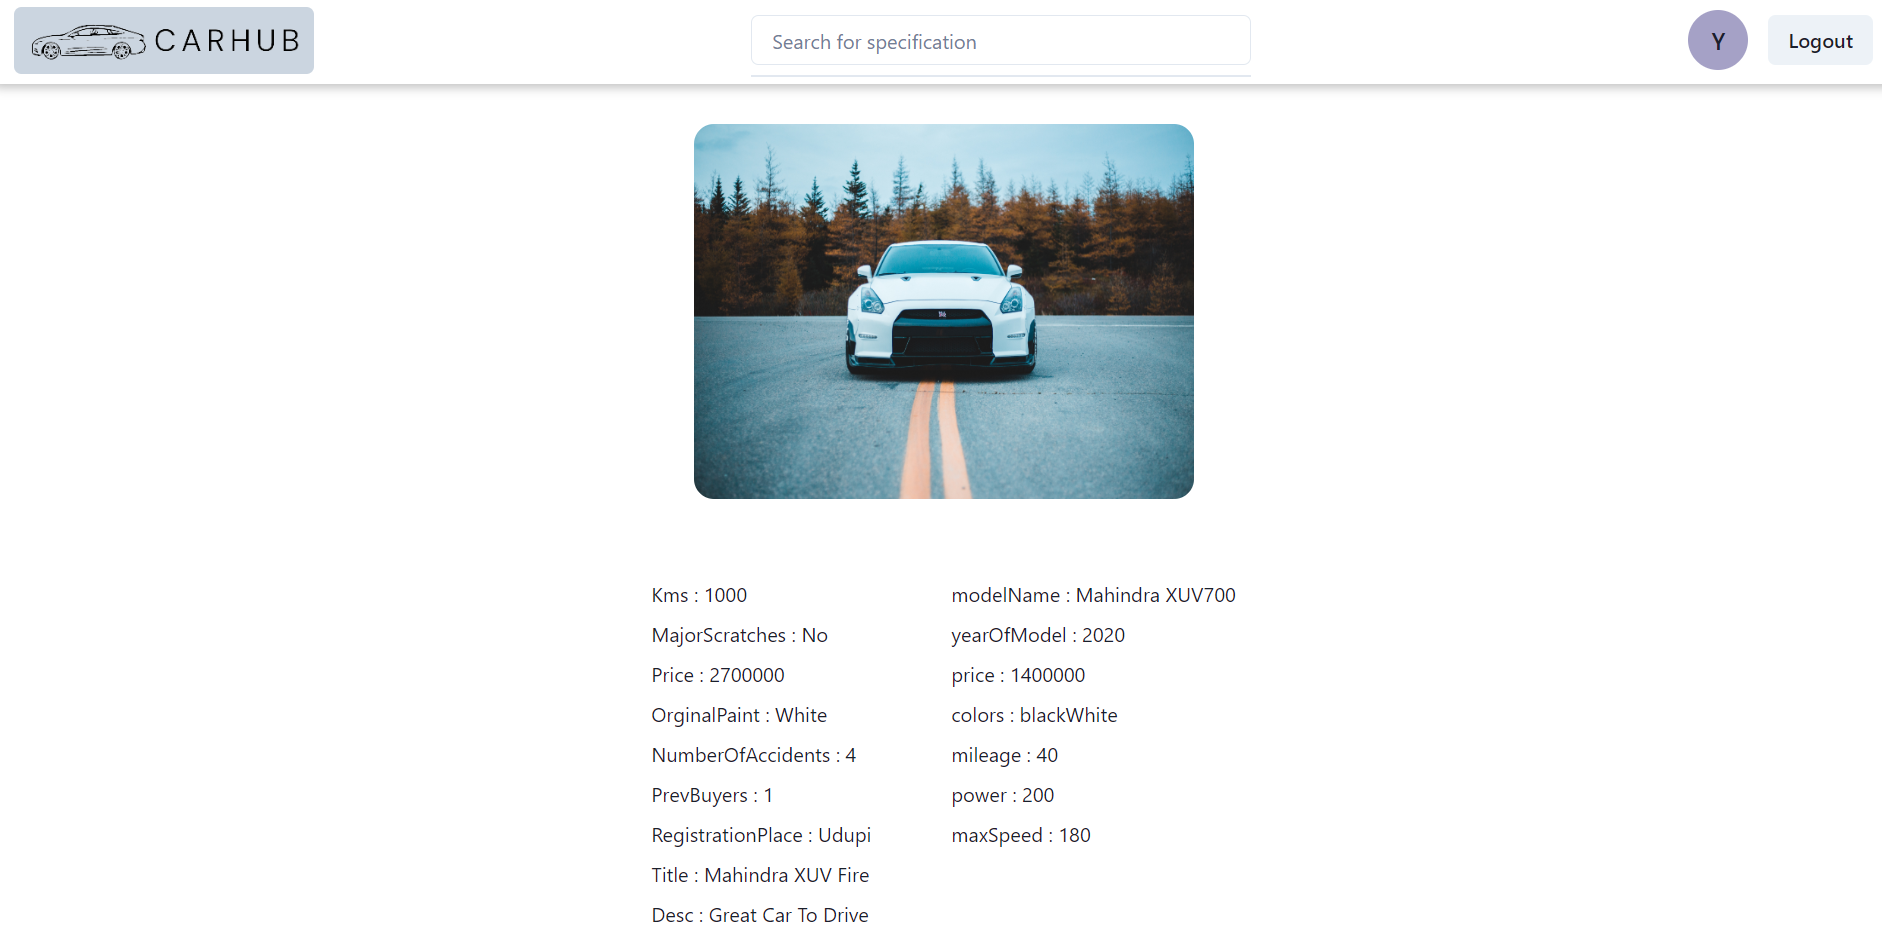 CARHUB
Search for specification
Y
Logout
Kms : 1000
MajorScratches : No
Price : 2700000
OrginalPaint : White
NumberOfAccidents : 4
PrevBuyers : 1
RegistrationPlace : Udupi
Title : Mahindra XUV Fire
Desc : Great Car To Drive
modelName : Mahindra XUV700
yearOfModel : 2020
price : 1400000
colors : blackWhite
mileage : 40
power : 200
maxSpeed : 180